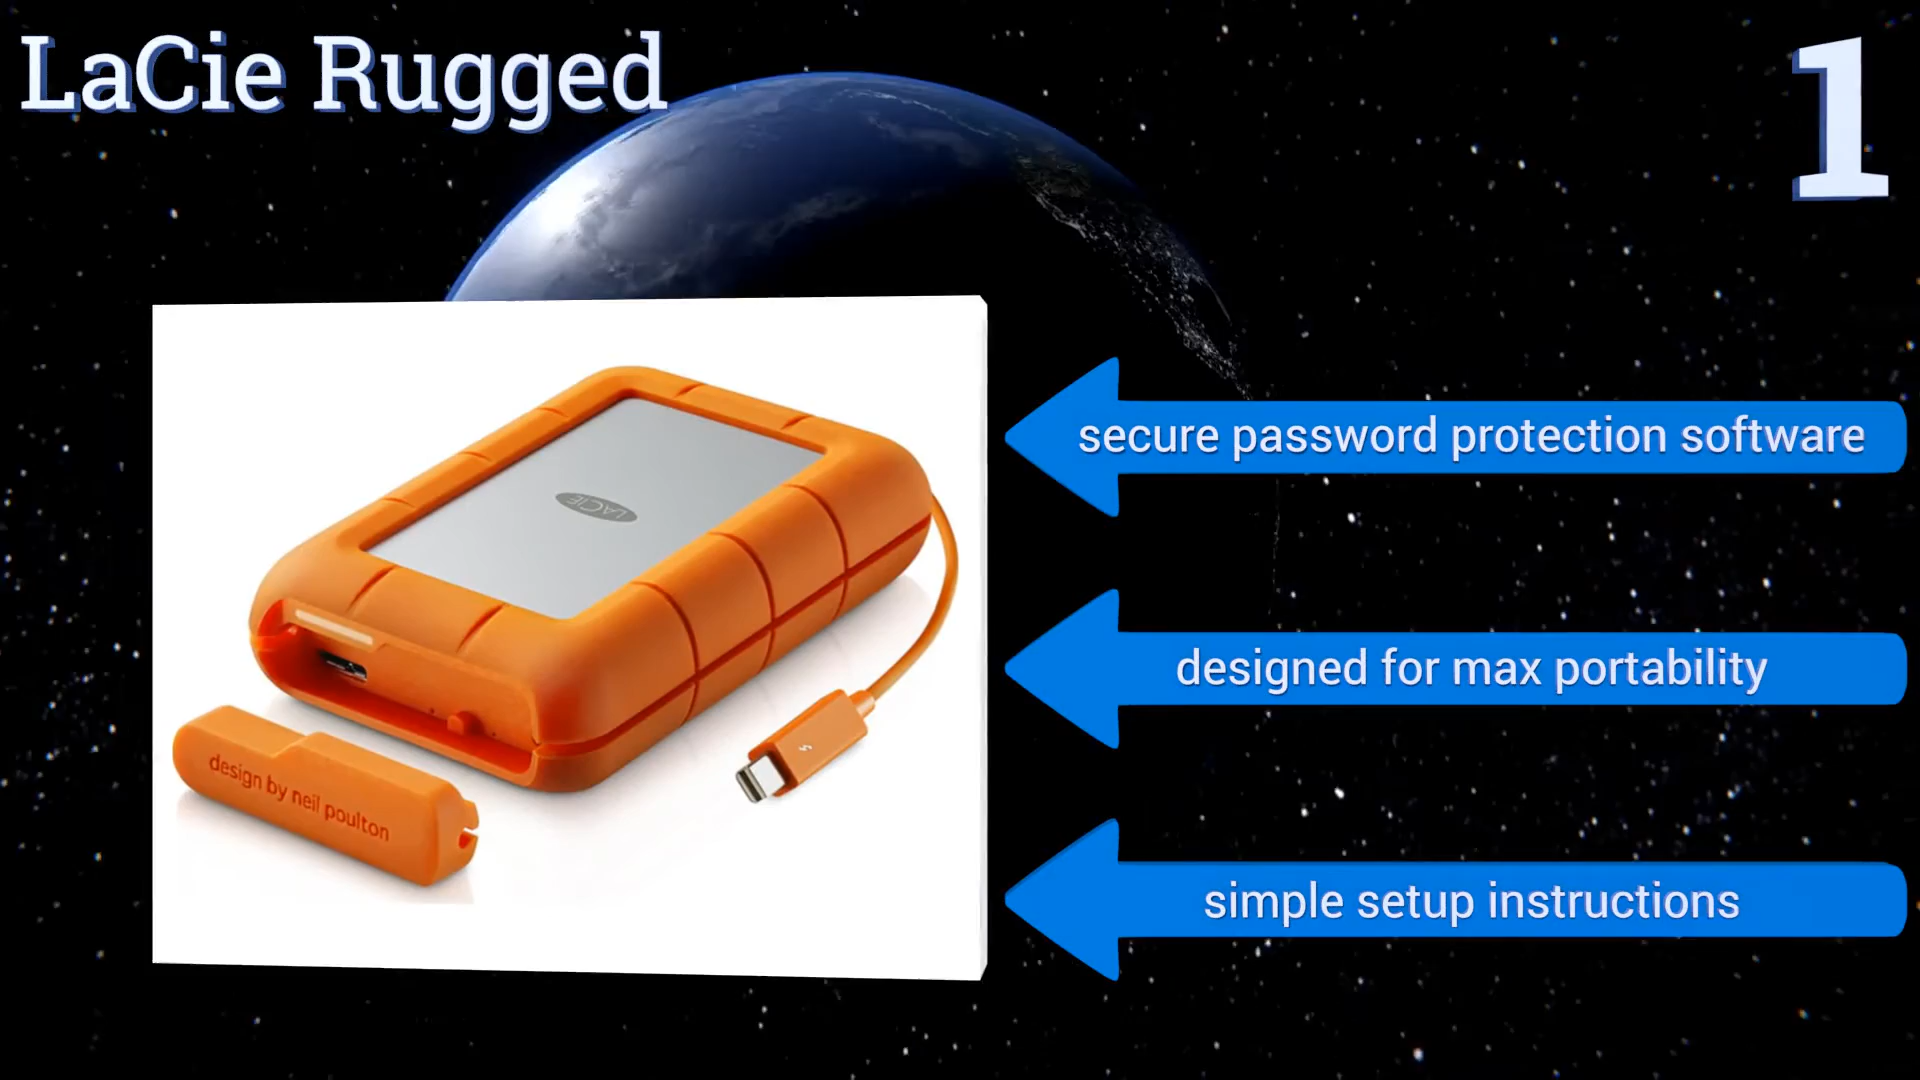 LaCie Rugged
1
secure password protection software
designed for max portability
simple setup instructions
LACIE
design by neil poulton